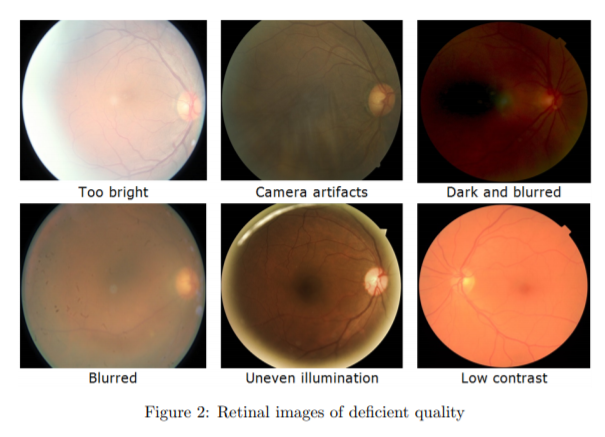 Too bright
Camera artifacts
Dark and blurred
Blurred
Uneven illumination
Low contrast
Figure 2: Retinal images of deficient quality